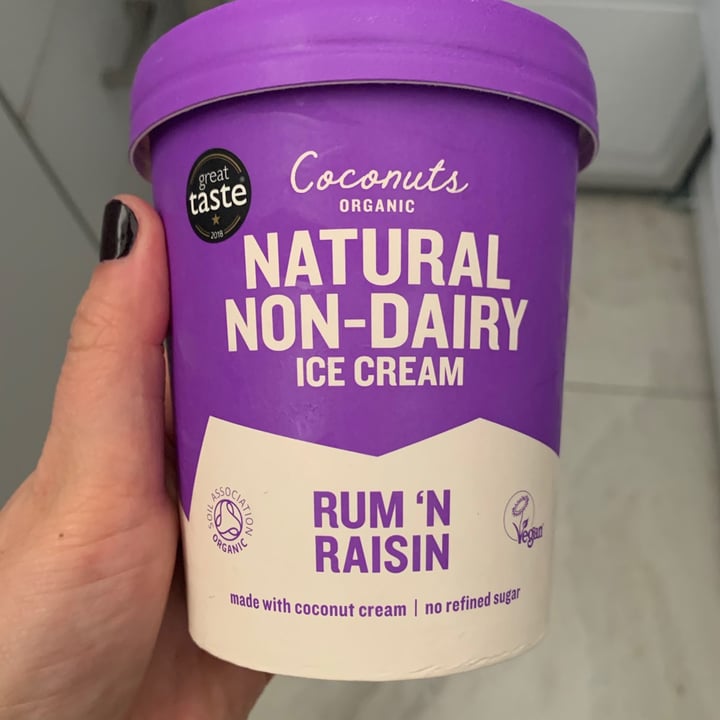 great
taste
2018
Coconuts
ORGANIC
NATURAL
NON-DAIRY
ICE CREAM
SOIL ASSOCIATION
ORGANIC
RUM ‘N
RAISIN
Vegan
made with coconut cream | no refined sugar